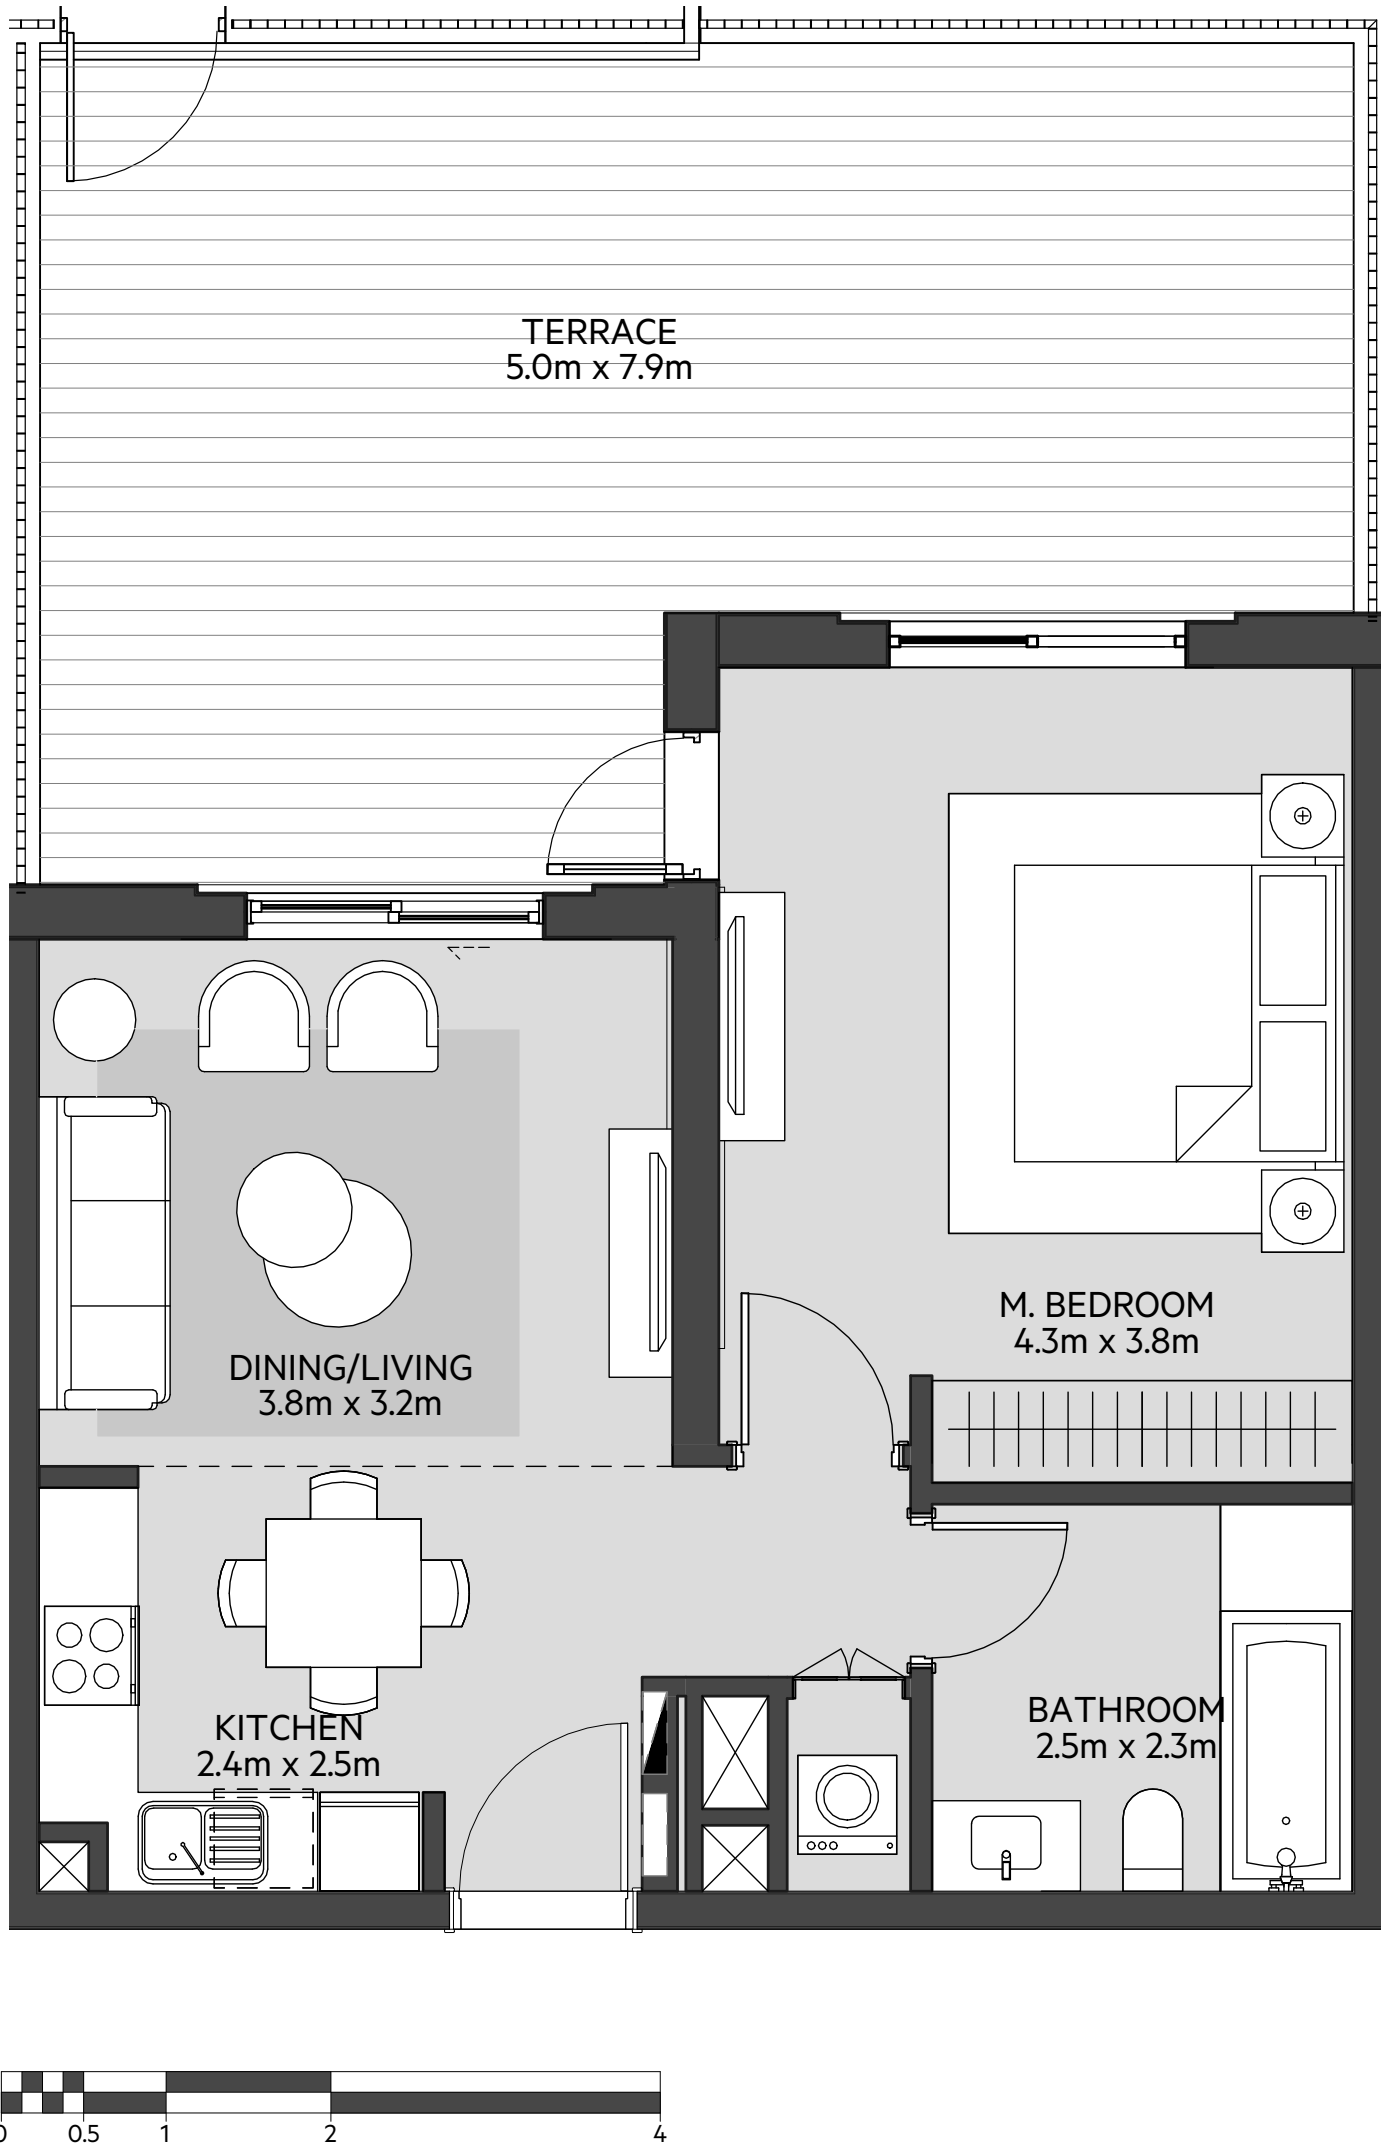 TERRACE
5.0m x 7.9m
M. BEDROOM
4.3m x 3.8m
DINING/LIVING
3.8m x 3.2m
KITCHEN
2.4m x 2.5m
BATHROOM
2.5m x 2.3m
0 0.5 1 2 4